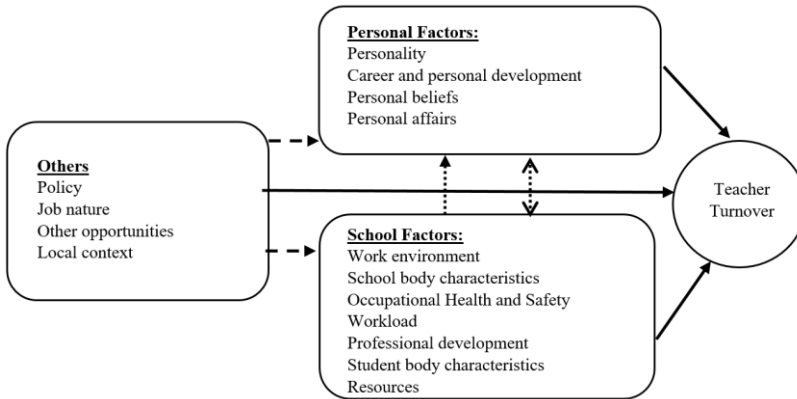 Personal Factors:
Personality
Career and personal development
Personal beliefs
Personal affairs
Others
Policy
Job nature
Other opportunities
Local context
Teacher
Turnover
School Factors:
Work environment
School body characteristics
Occupational Health and Safety
Workload
Professional development
Student body characteristics
Resources